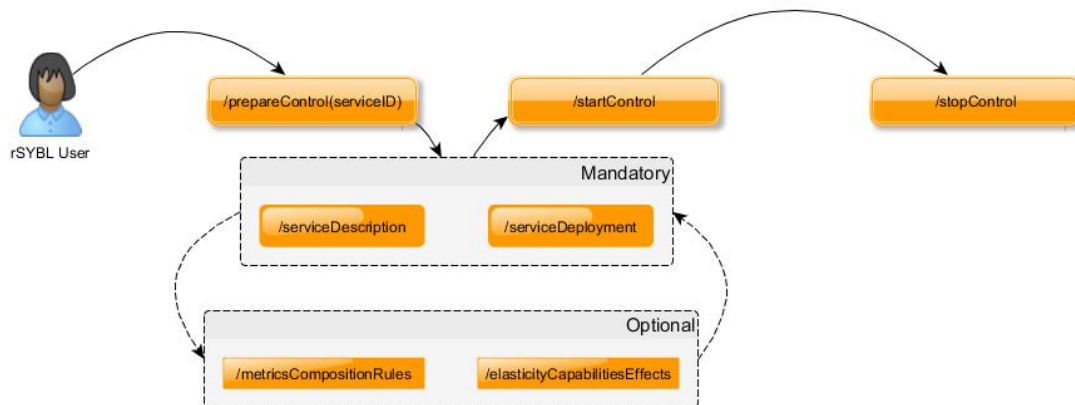 /prepareControl(serviceID)
/startControl
/stopControl
rSYBL User
Mandatory
/serviceDescription
/serviceDeployment
Optional
/metricsCompositionRules
/elasticityCapabilitiesEffects